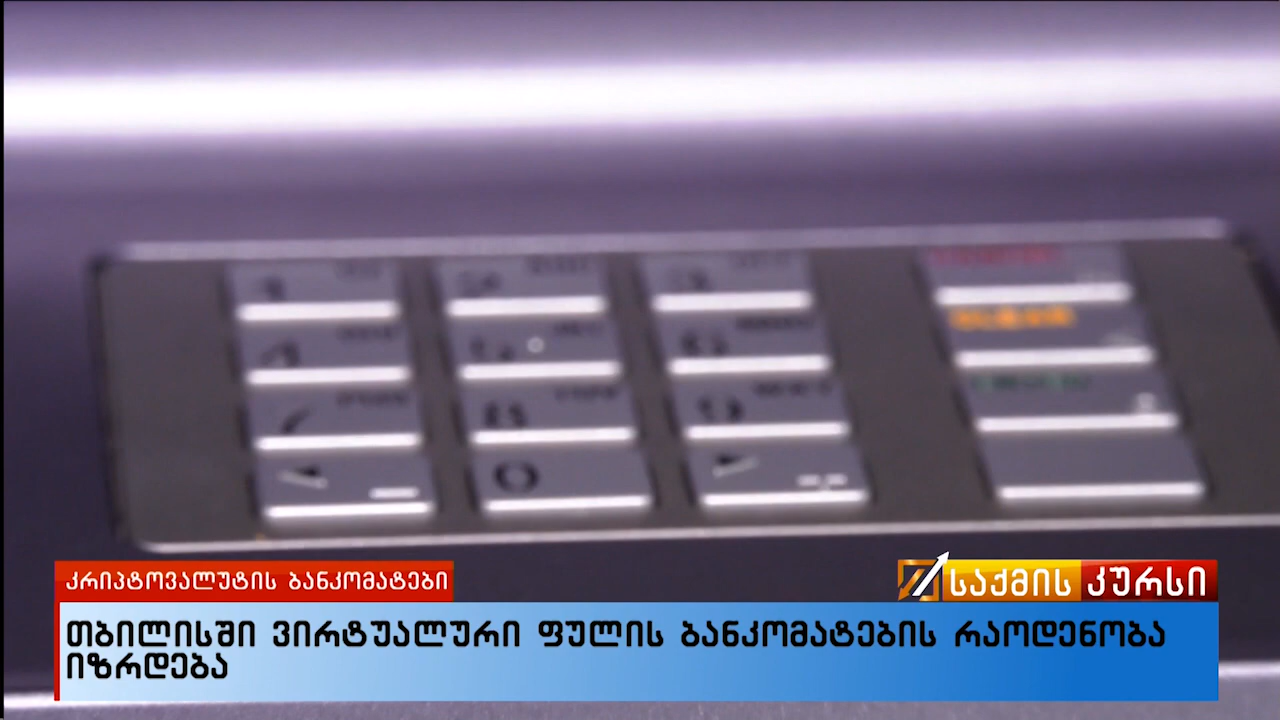 კრიპტოვალუტის ბანკომატები
საქმის კურსი
თბილისში ვირტუალური ფულის ბანკომატების რაოდენობა
იზრდება